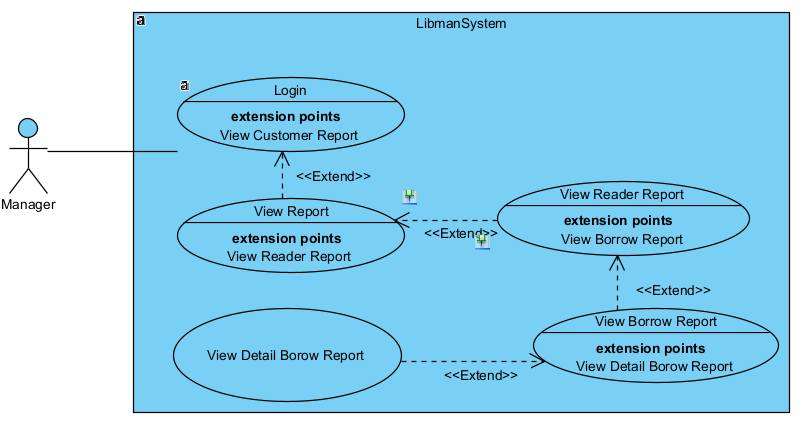 a
LibmanSystem
a
Login
extension points
View Customer Report
Manager
<<Extend>>
View Report
extension points
View Reader Report
<<Extend>>
View Reader Report
extension points
View Borrow Report
<<Extend>>
View Borrow Report
extension points
View Detail Borow Report
View Detail Borow Report
<<Extend>>